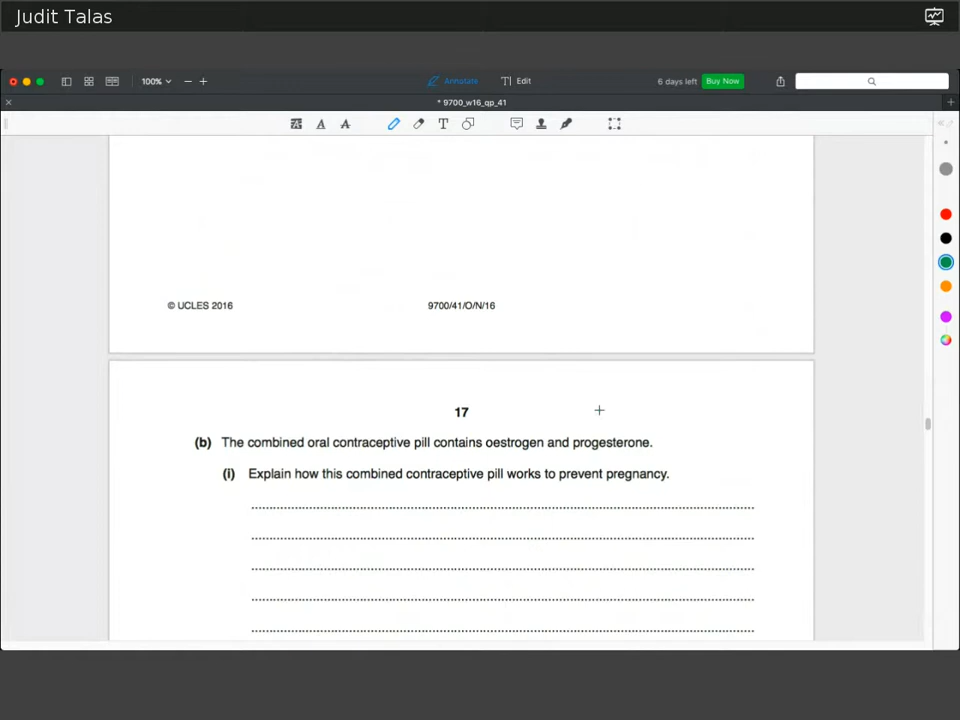 Judit Talas
100%
Annotate
Edit
6 days left
Buy Now
* 9700_w16_qp_41
© UCLES 2016
9700/41/O/N/16
17
(b) The combined oral contraceptive pill contains oestrogen and progesterone.
(i) Explain how this combined contraceptive pill works to prevent pregnancy.